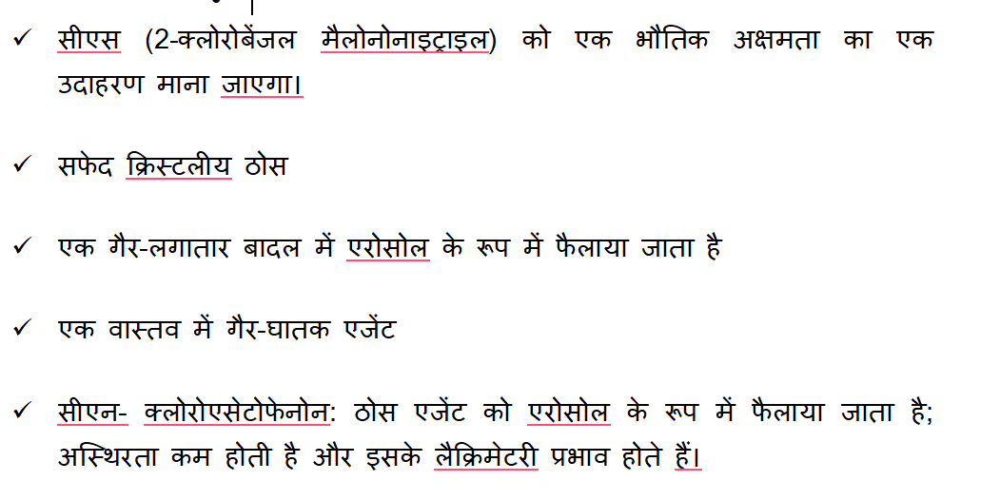 ✓ सीएस (2-क्लोरोबेंजल मैलोनोनाइट्राइल) को एक भौतिक अक्षमता का एक
उदाहरण माना जाएगा।
✓ सफेद क्रिस्टलीय ठोस
✓ एक गैर-लगातार बादल में एरोसोल के रूप में फैलाया जाता है
✓ एक वास्तव में गैर-घातक एजेंट
✓ सीएन- क्लोरोएसेटोफेनोन: ठोस एजेंट को एरोसोल के रूप में फैलाया जाता है;
अस्थिरता कम होती है और इसके लैक्रिमेटरी प्रभाव होते हैं।